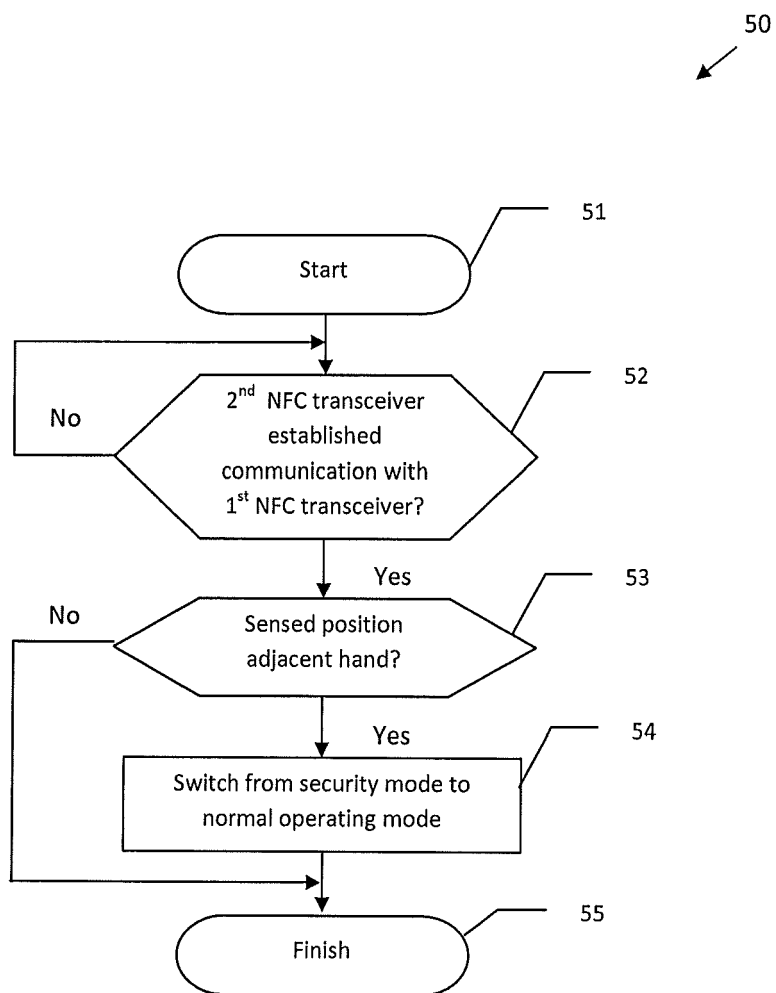 50
51
Start
52
No
2nd NFC transceiver
established
communication with
1st NFC transceiver?
Yes
53
No
Sensed position
adjacent hand?
Yes
54
Switch from security mode to
normal operating mode
55
Finish